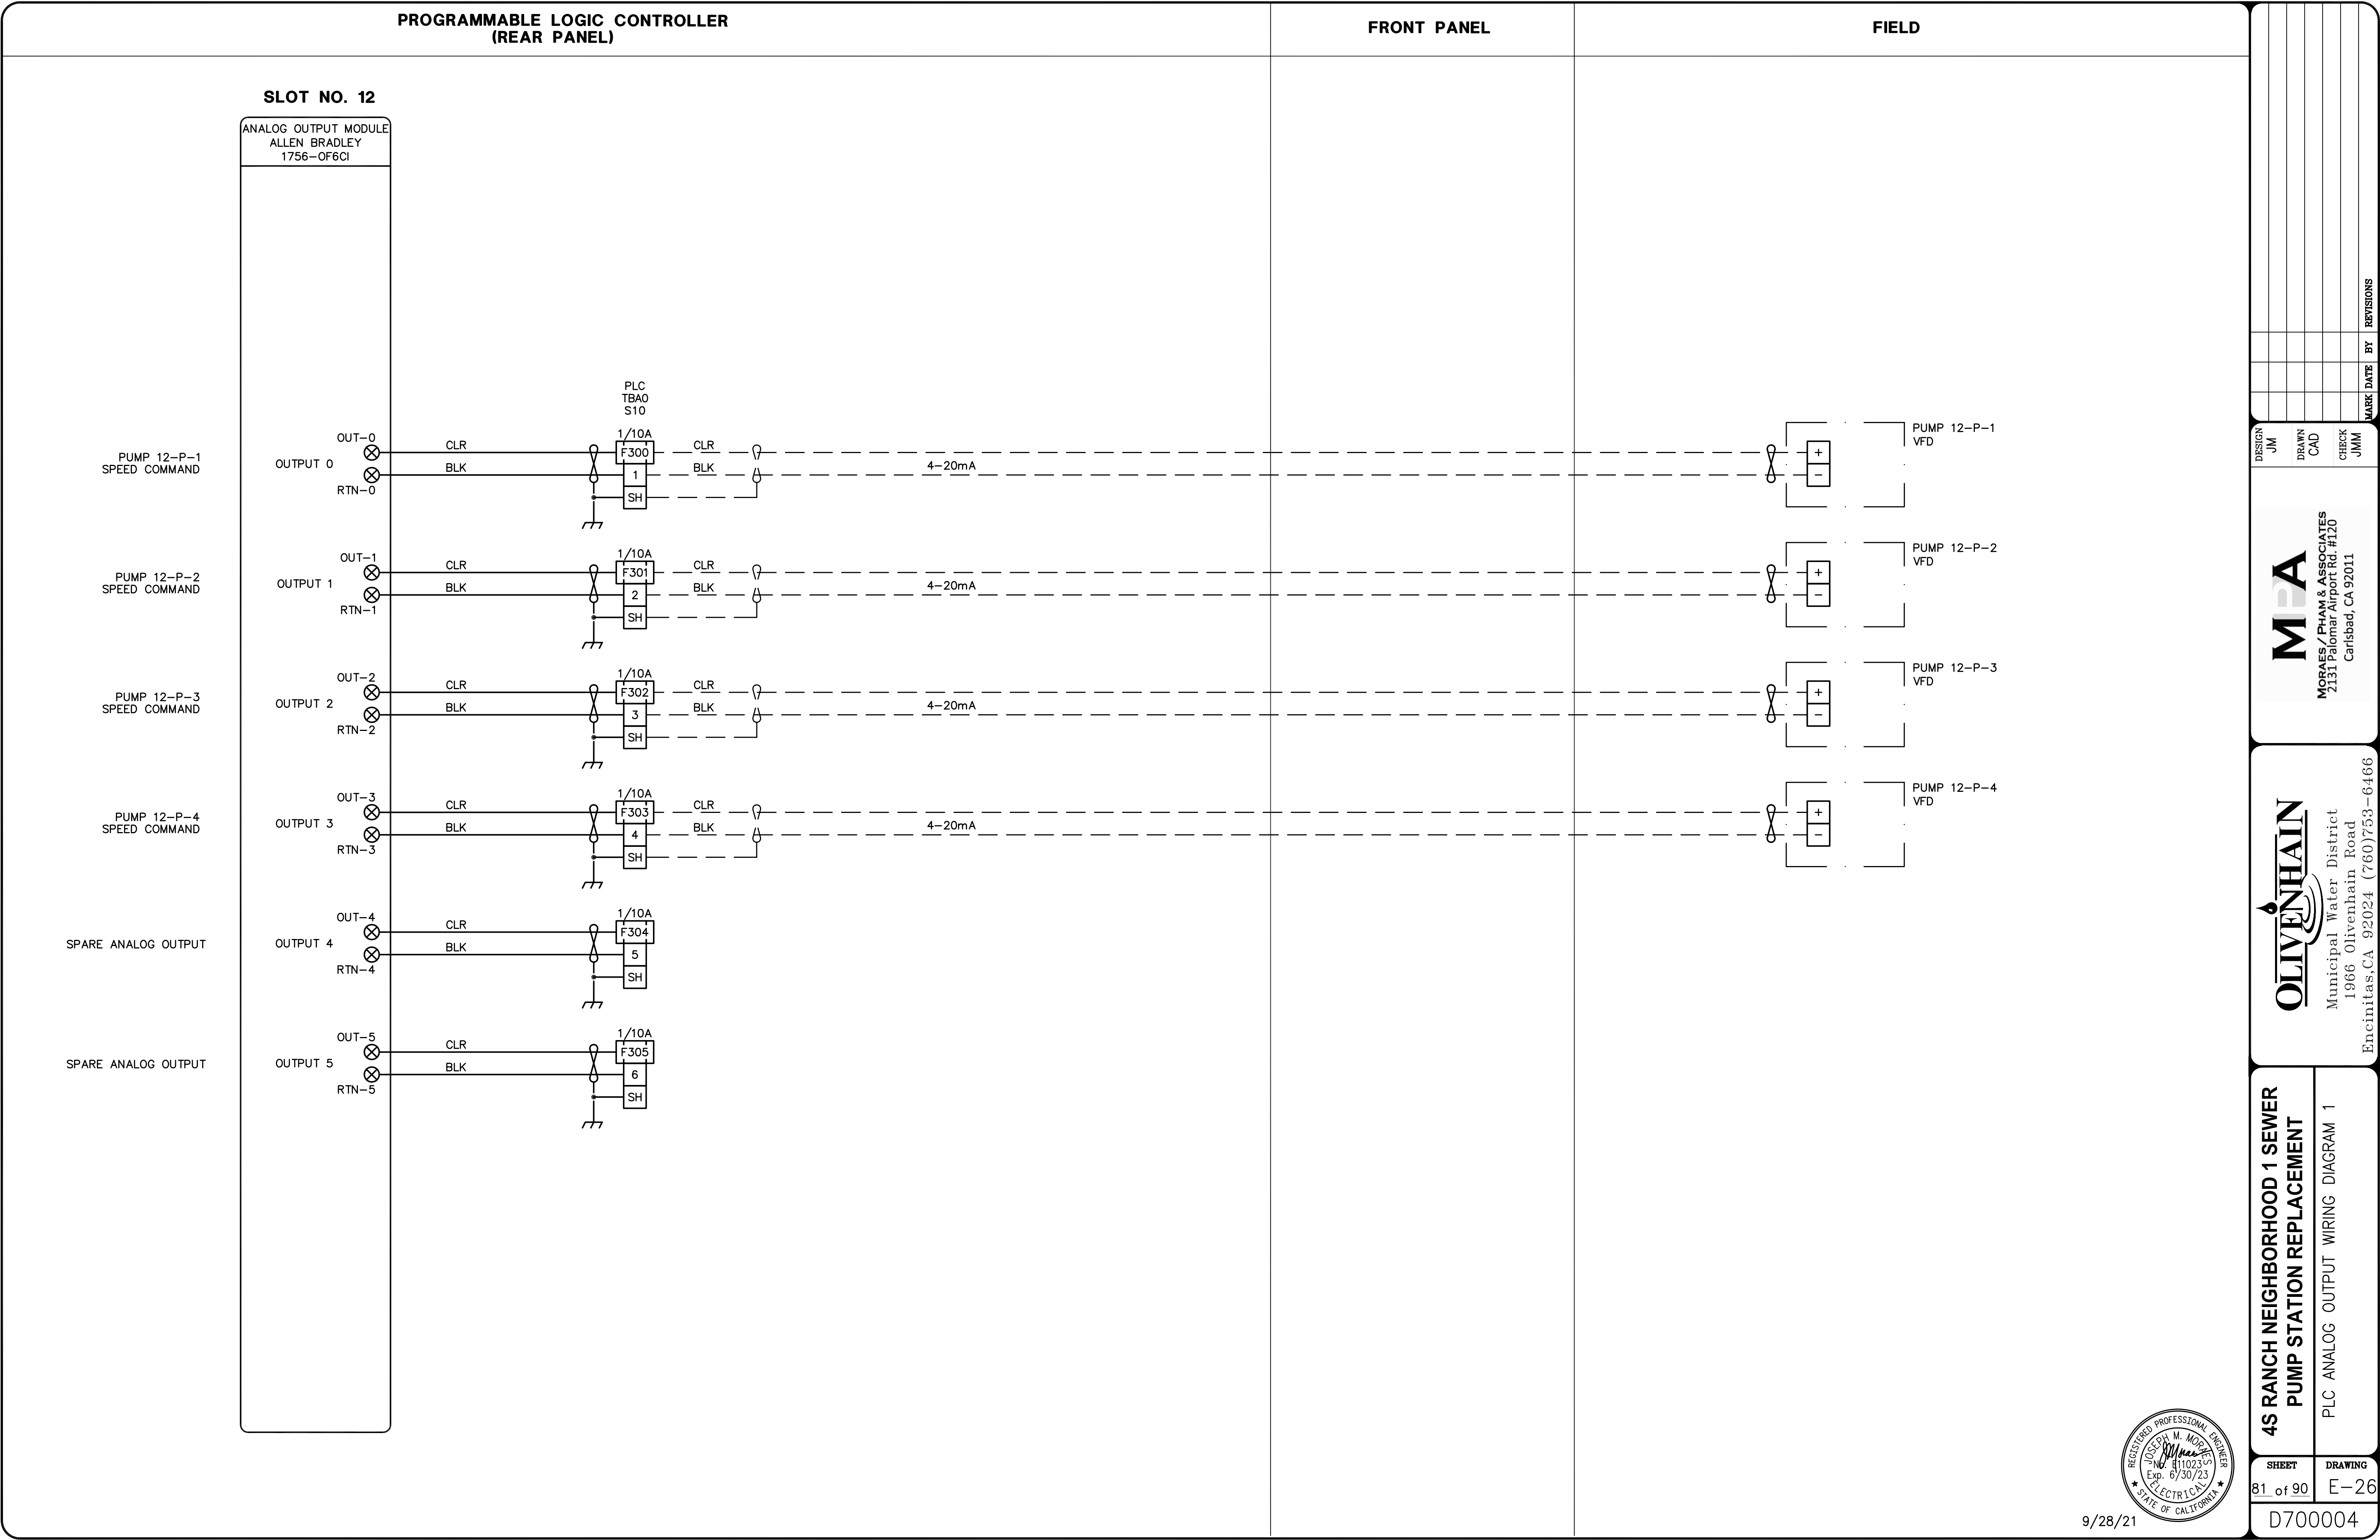 PROGRAMMABLE LOGIC CONTROLLER
(REAR PANEL)
FRONT PANEL
FIELD
SLOT NO. 12
ANALOG OUTPUT MODULE
ALLEN BRADLEY
1756-OF6CI
PLC
TBA0
S10
PUMP 12-P-1
SPEED COMMAND
OUTPUT 0
OUT-0
RTN-0
CLR
BLK
1/10A
F300
1
SH
CLR
BLK
4-20mA
+
-
PUMP 12-P-1
VFD
PUMP 12-P-2
SPEED COMMAND
OUTPUT 1
OUT-1
RTN-1
CLR
BLK
1/10A
F301
2
SH
CLR
BLK
4-20mA
+
-
PUMP 12-P-2
VFD
PUMP 12-P-3
SPEED COMMAND
OUTPUT 2
OUT-2
RTN-2
CLR
BLK
1/10A
F302
3
SH
CLR
BLK
4-20mA
+
-
PUMP 12-P-3
VFD
PUMP 12-P-4
SPEED COMMAND
OUTPUT 3
OUT-3
RTN-3
CLR
BLK
1/10A
F303
4
SH
CLR
BLK
4-20mA
+
-
PUMP 12-P-4
VFD
SPARE ANALOG OUTPUT
OUTPUT 4
OUT-4
RTN-4
CLR
BLK
1/10A
F304
5
SH
SPARE ANALOG OUTPUT
OUTPUT 5
OUT-5
RTN-5
CLR
BLK
1/10A
F305
6
SH
REGISTERED PROFESSIONAL ENGINEER
JOSEPH M. MORAES
No. E11023
Exp. 6/30/23
ELECTRICAL
STATE OF CALIFORNIA
9/28/21
MARK DATE BY REVISIONS
DESIGN
JM
DRAWN
CAD
CHECK
JMM
MPA
MORAES/PHAM & ASSOCIATES
2131 Palomar Airport Rd. #120
Carlsbad, CA 92011
OLIVENHAIN
Municipal Water District
1966 Olivenhain Road
Encinitas,CA 92024 (760)753-6466
4S RANCH NEIGHBORHOOD 1 SEWER
PUMP STATION REPLACEMENT
PLC ANALOG OUTPUT WIRING DIAGRAM 1
SHEET
81 of 90
DRAWING
E-26
D700004